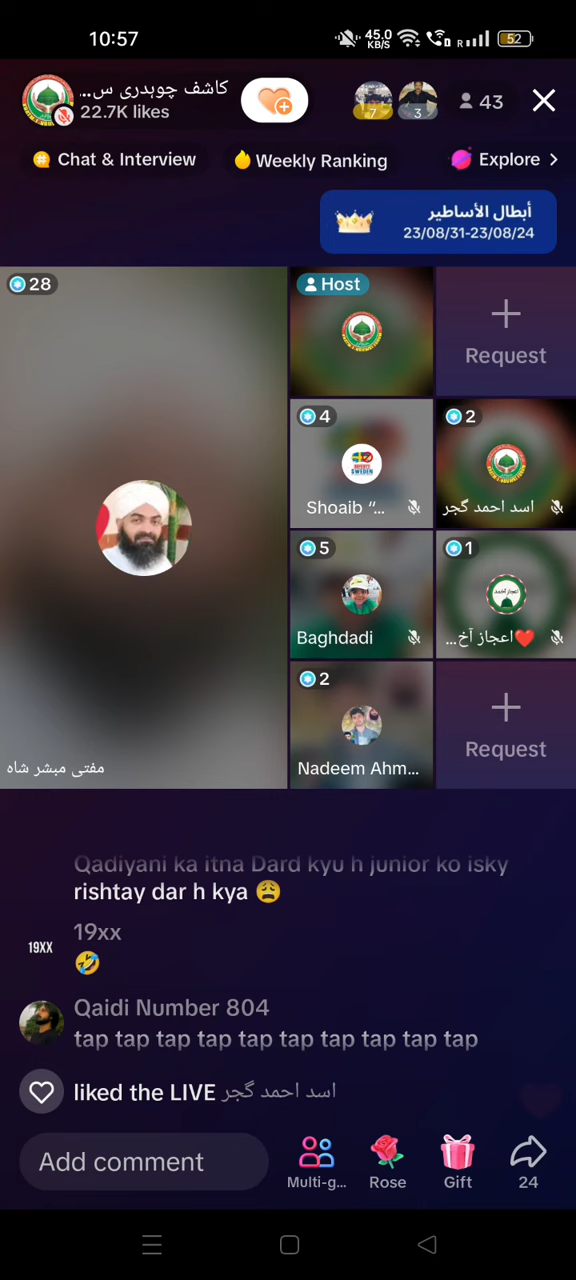 10:57
45.0
KB/S
R
52
کاشف چوہدری س...
22.7K likes
7
3
43
Chat & Interview
Weekly Ranking
Explore
أبطال الأساطير
23/08/31-23/08/24
28
Host
Request
4
SWEDEN
Shoaib “...
2
اسد احمد گجر
5
Baghdadi
1
اعجاز آخ...
2
Nadeem Ahm...
Request
مفتی مبشر شاہ
Qadiyani ka itna Dard kyu h junior ko isky
rishtay dar h kya 😩
19XX
19xx
🤣
Qaidi Number 804
tap tap tap tap tap tap tap tap tap tap
liked the LIVE اسد احمد گجر
Add comment
Multi-g...
Rose
Gift
24